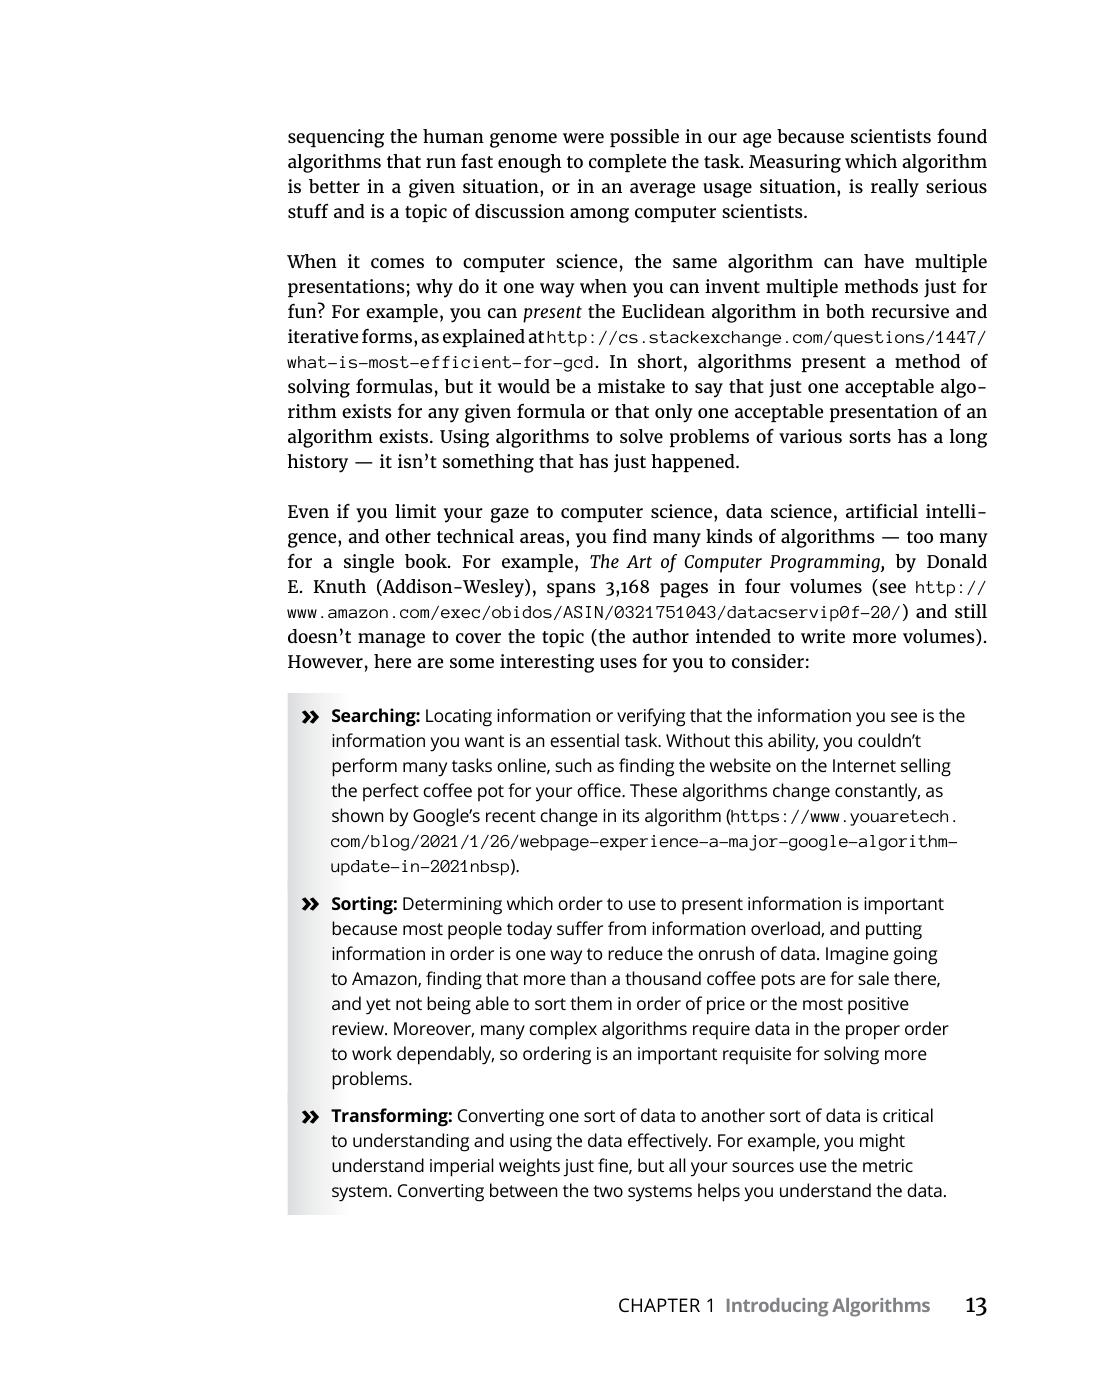 sequencing the human genome were possible in our age because scientists found
algorithms that run fast enough to complete the task. Measuring which algorithm
is better in a given situation, or in an average usage situation, is really serious
stuff and is a topic of discussion among computer scientists.
When it comes to computer science, the same algorithm can have multiple
presentations; why do it one way when you can invent multiple methods just for
fun? For example, you can present the Euclidean algorithm in both recursive and
iterative forms, as explained at http://cs.stackexchange.com/questions/1447/
what-is-most-efficient-for-gcd. In short, algorithms present a method of
solving formulas, but it would be a mistake to say that just one acceptable algo-
rithm exists for any given formula or that only one acceptable presentation of an
algorithm exists. Using algorithms to solve problems of various sorts has a long
history — it isn’t something that has just happened.
Even if you limit your gaze to computer science, data science, artificial intelli-
gence, and other technical areas, you find many kinds of algorithms — too many
for a single book. For example, The Art of Computer Programming, by Donald
E. Knuth (Addison-Wesley), spans 3,168 pages in four volumes (see http://
www.amazon.com/exec/obidos/ASIN/0321751043/datacservip0f-20/) and still
doesn’t manage to cover the topic (the author intended to write more volumes).
However, here are some interesting uses for you to consider:
» Searching: Locating information or verifying that the information you see is the
information you want is an essential task. Without this ability, you couldn’t
perform many tasks online, such as finding the website on the Internet selling
the perfect coffee pot for your office. These algorithms change constantly, as
shown by Google’s recent change in its algorithm (https://www.youaretech.
com/blog/2021/1/26/webpage-experience-a-major-google-algorithm-
update-in-2021nbsp).
» Sorting: Determining which order to use to present information is important
because most people today suffer from information overload, and putting
information in order is one way to reduce the onrush of data. Imagine going
to Amazon, finding that more than a thousand coffee pots are for sale there,
and yet not being able to sort them in order of price or the most positive
review. Moreover, many complex algorithms require data in the proper order
to work dependably, so ordering is an important requisite for solving more
problems.
» Transforming: Converting one sort of data to another sort of data is critical
to understanding and using the data effectively. For example, you might
understand imperial weights just fine, but all your sources use the metric
system. Converting between the two systems helps you understand the data.
CHAPTER 1 Introducing Algorithms 13